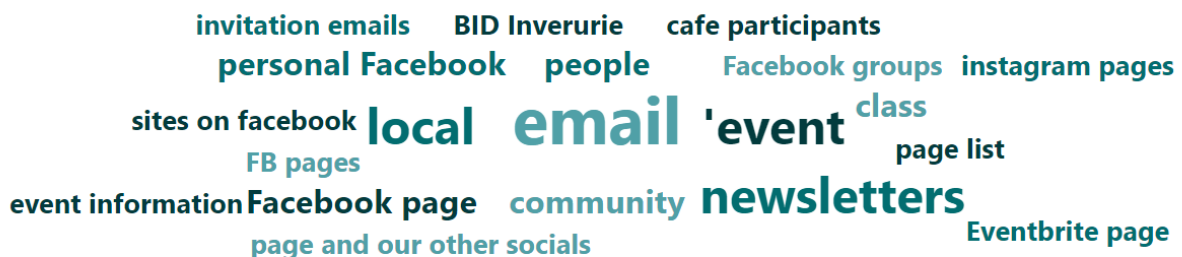 invitation emails BID Inverurie cafe participants
personal Facebook people Facebook groups instagram pages
sites on facebook local email 'event class
FB pages page list
event information Facebook page community newsletters
page and our other socials Eventbrite page